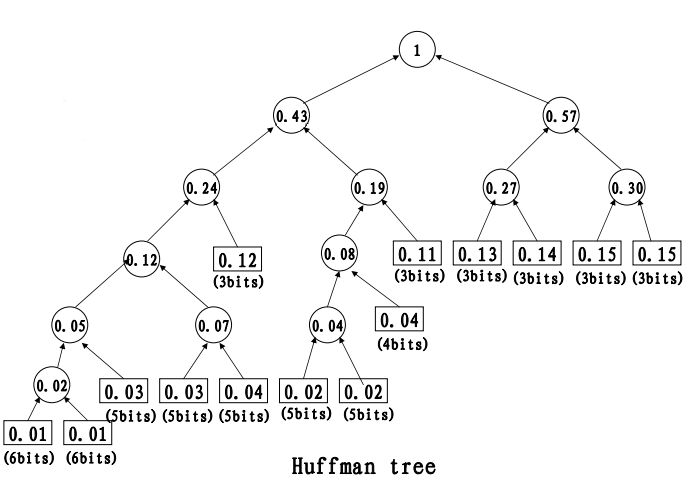 1
0.43
0.57
0.24
0.19
0.27
0.30
0.12
0.12
(3bits)
0.08
0.11
(3bits)
0.13
(3bits)
0.14
(3bits)
0.15
(3bits)
0.15
(3bits)
0.05
0.07
0.04
0.04
(4bits)
0.02
0.03
(5bits)
0.03
(5bits)
0.04
(5bits)
0.02
(5bits)
0.02
(5bits)
0.01
(6bits)
0.01
(6bits)
Huffman tree